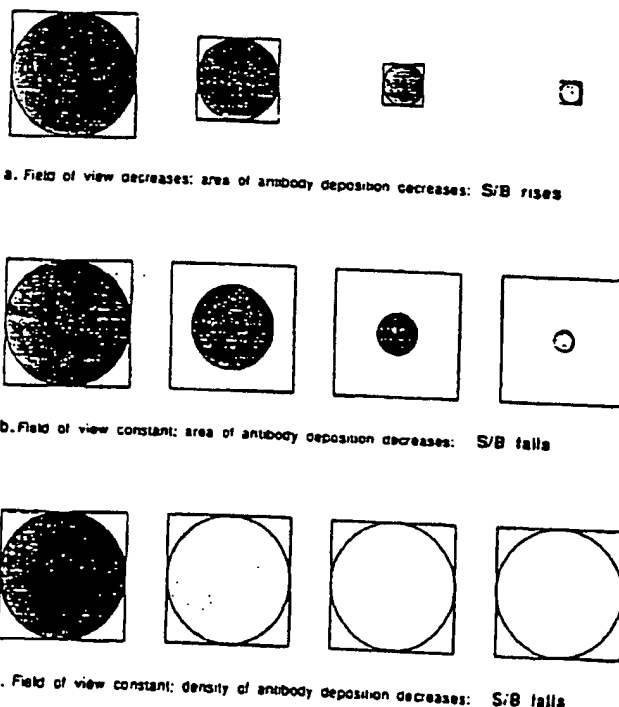 a. Field of view decreases: area of antibody deposition decreases: S/B rises
b. Field of view constant: area of antibody deposition decreases: S/B falls
. Field of view constant: density of antibody deposition decreases: S/B falls